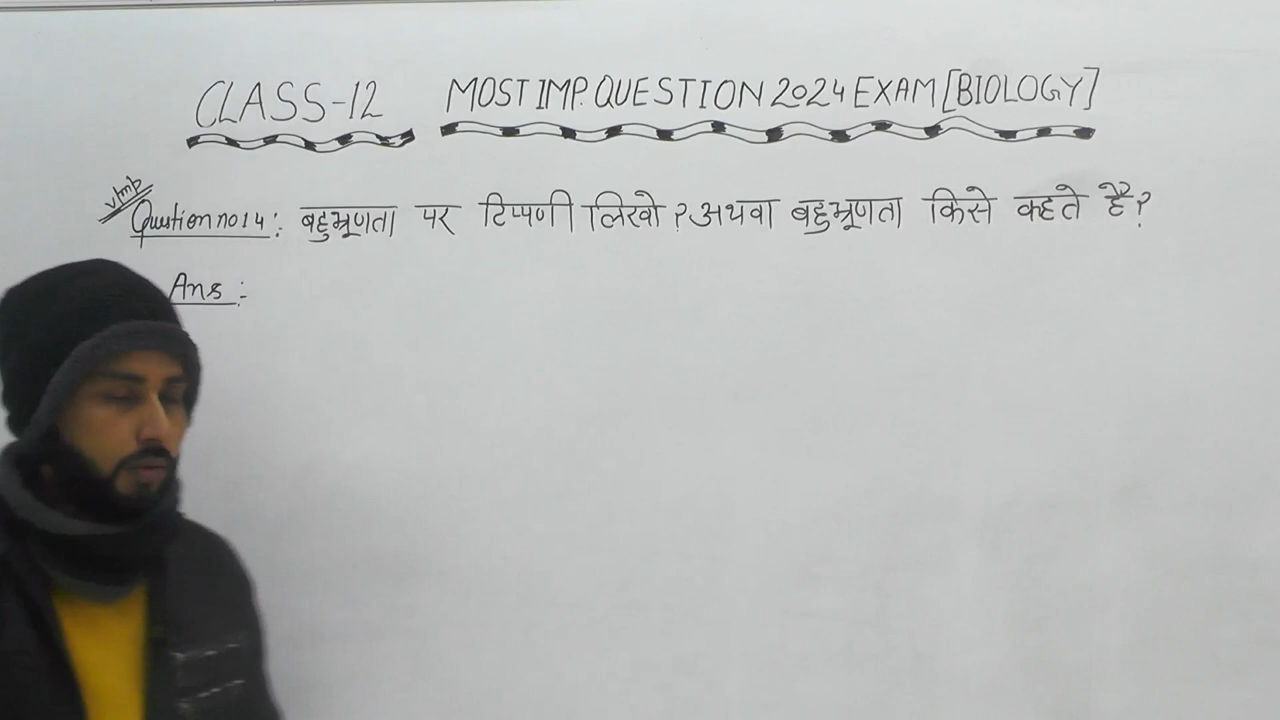 CLASS-12 MOST IMP. QUESTION 2024 EXAM [BIOLOGY]
VImp
Question no 14: बहुभ्रूणता पर टिप्पणी लिखो? अथवा बहुभ्रूणता किसे कहते है?
Ans :-